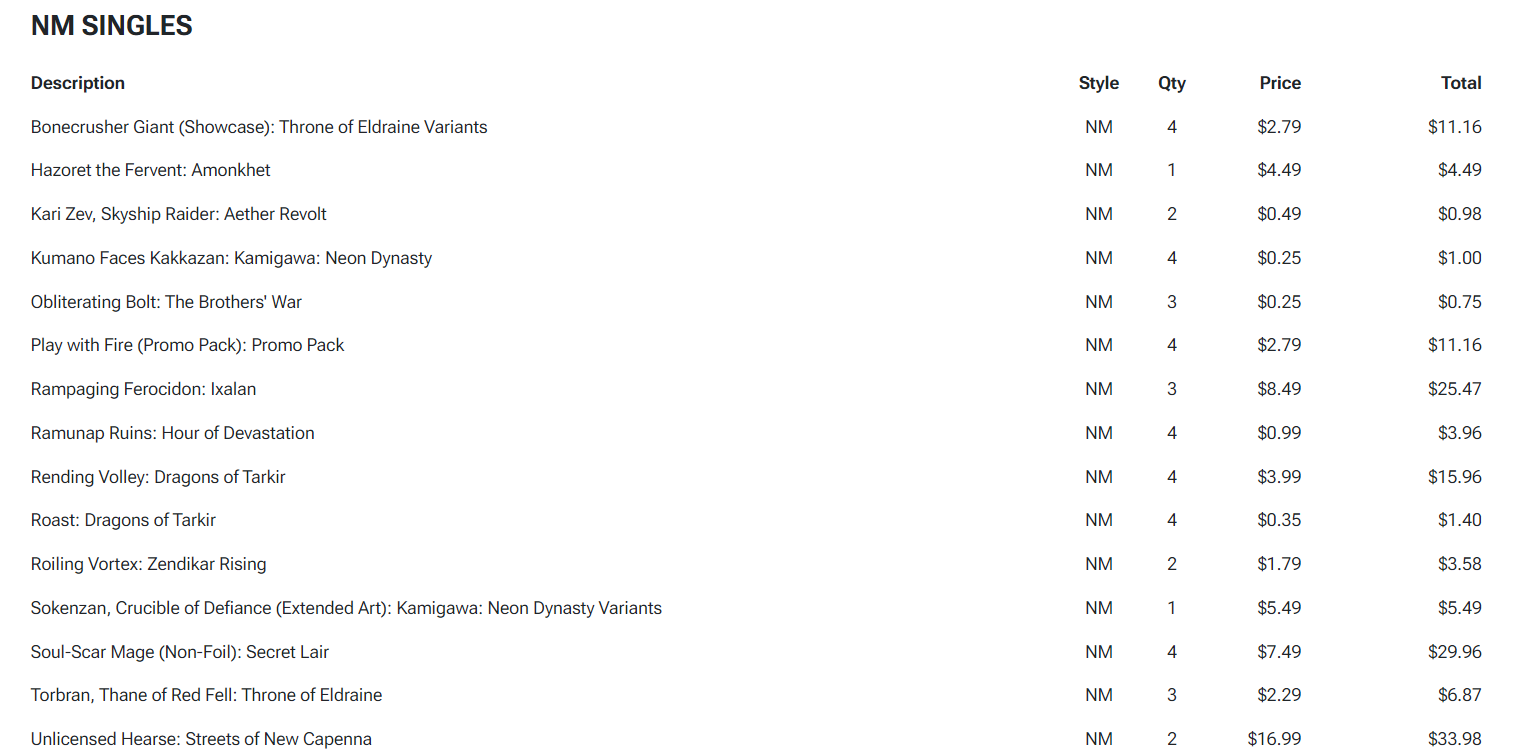 NM SINGLES
Description Style Qty Price Total
Bonecrusher Giant (Showcase): Throne of Eldraine Variants NM 4 $2.79 $11.16
Hazoret the Fervent: Amonkhet NM 1 $4.49 $4.49
Kari Zev, Skyship Raider: Aether Revolt NM 2 $0.49 $0.98
Kumano Faces Kakkazan: Kamigawa: Neon Dynasty NM 4 $0.25 $1.00
Obliterating Bolt: The Brothers' War NM 3 $0.25 $0.75
Play with Fire (Promo Pack): Promo Pack NM 4 $2.79 $11.16
Rampaging Ferocidon: Ixalan NM 3 $8.49 $25.47
Ramunap Ruins: Hour of Devastation NM 4 $0.99 $3.96
Rending Volley: Dragons of Tarkir NM 4 $3.99 $15.96
Roast: Dragons of Tarkir NM 4 $0.35 $1.40
Roiling Vortex: Zendikar Rising NM 2 $1.79 $3.58
Sokenzan, Crucible of Defiance (Extended Art): Kamigawa: Neon Dynasty Variants NM 1 $5.49 $5.49
Soul-Scar Mage (Non-Foil): Secret Lair NM 4 $7.49 $29.96
Torbran, Thane of Red Fell: Throne of Eldraine NM 3 $2.29 $6.87
Unlicensed Hearse: Streets of New Capenna NM 2 $16.99 $33.98